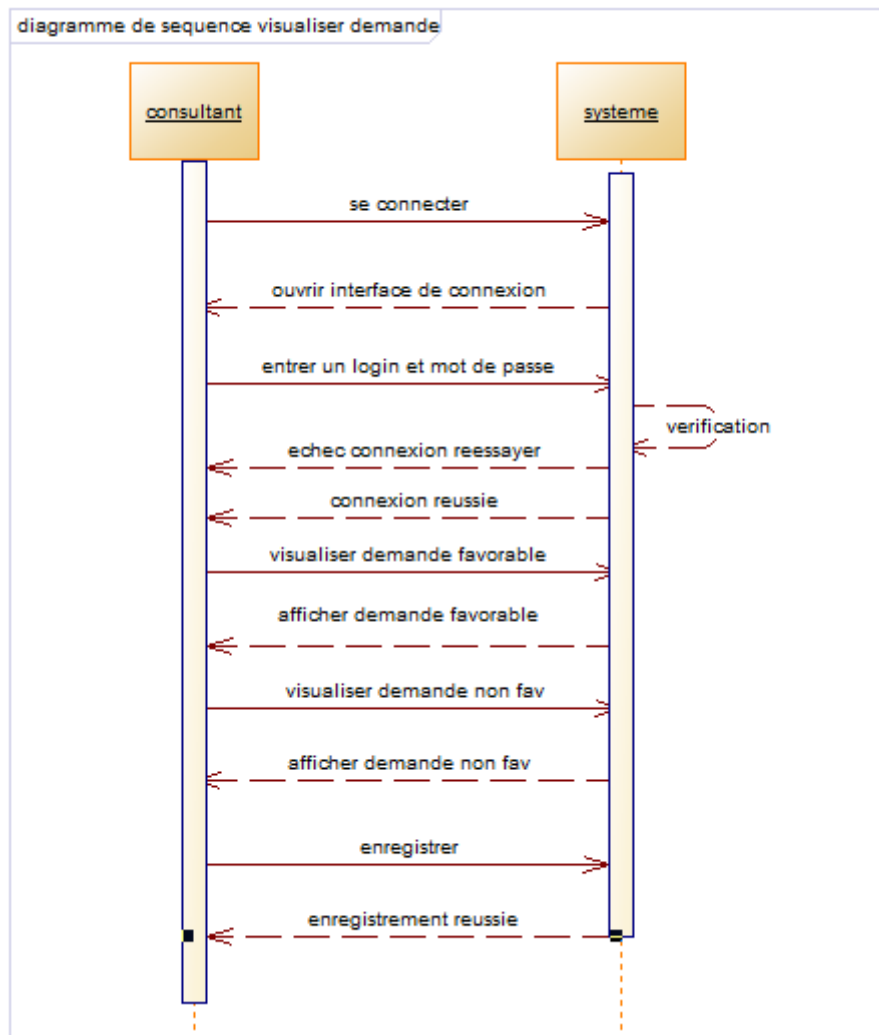 diagramme de sequence visualiser demande
consultant
systeme
se connecter
ouvrir interface de connexion
entrer un login et mot de passe
verification
echec connexion reessayer
connexion reussie
visualiser demande favorable
afficher demande favorable
visualiser demande non fav
afficher demande non fav
enregistrer
enregistrement reussie